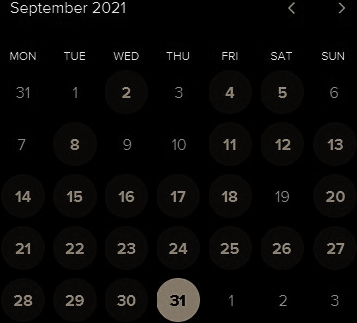 September 2021
MON TUE WED THU FRI SAT SUN
31 1 2 3 4 5 6
7 8 9 10 11 12 13
14 15 16 17 18 19 20
21 22 23 24 25 26 27
28 29 30 31 1 2 3